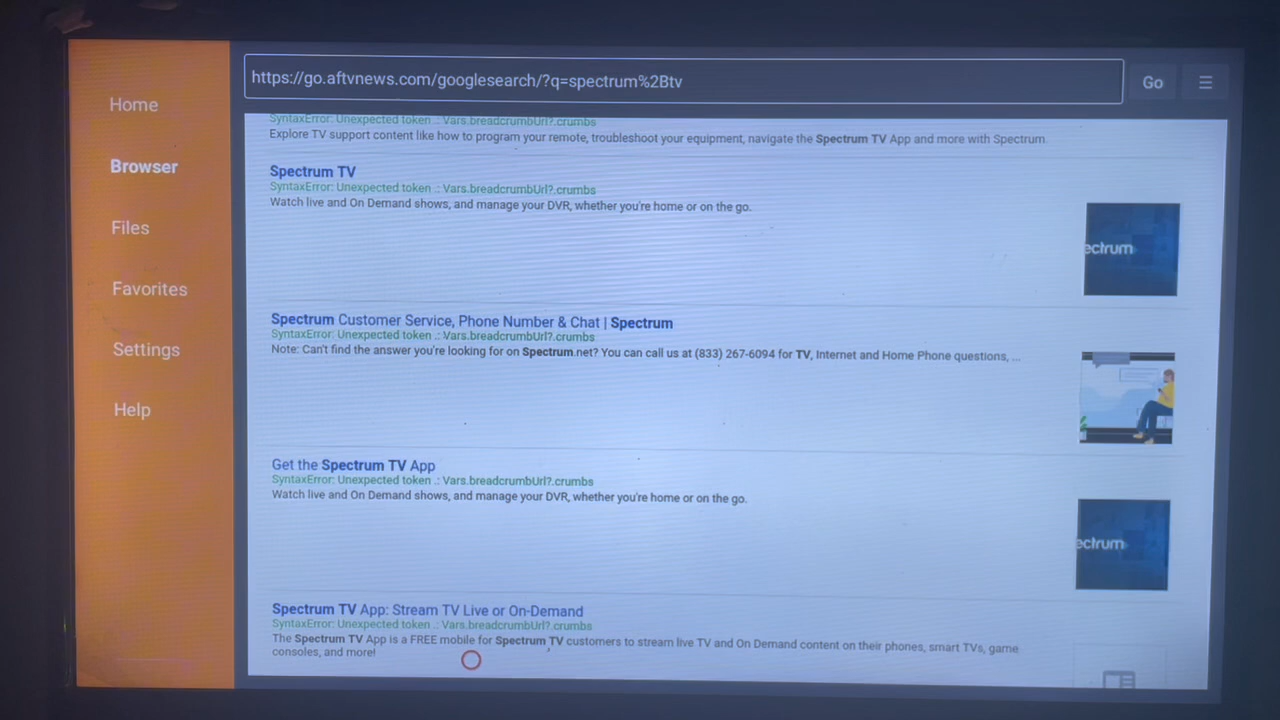 https://go.aftvnews.com/googlesearch/?q=spectrum%2Btv
Go
☰
Home
Browser
Files
Favorites
Settings
Help
SyntaxError: Unexpected token .: Vars.breadcrumbUrl?.crumbs
Explore TV support content like how to program your remote, troubleshoot your equipment, navigate the Spectrum TV App and more with Spectrum
Spectrum TV
SyntaxError: Unexpected token .: Vars.breadcrumbUrl?.crumbs
Watch live and On Demand shows, and manage your DVR, whether you're home or on the go.
ectrum
Spectrum Customer Service, Phone Number & Chat | Spectrum
SyntaxError: Unexpected token .: Vars.breadcrumbUrl?.crumbs
Note: Can't find the answer you're looking for on Spectrum.net? You can call us at (833) 267-6094 for TV, Internet and Home Phone questions, ...
Get the Spectrum TV App
SyntaxError: Unexpected token .: Vars.breadcrumbUrl?.crumbs
Watch live and On Demand shows, and manage your DVR, whether you're home or on the go.
ectrum
Spectrum TV App: Stream TV Live or On-Demand
SyntaxError: Unexpected token .: Vars.breadcrumbUrl?.crumbs
The Spectrum TV App is a FREE mobile for Spectrum TV customers to stream live TV and On Demand content on their phones, smart TVs, game
consoles, and more!